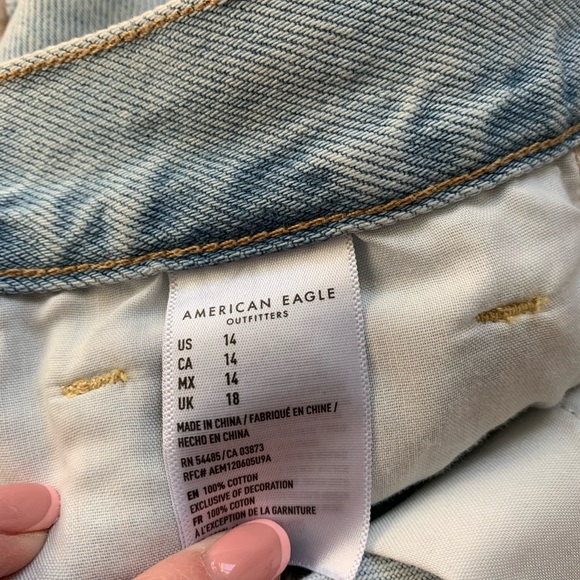 AMERICAN EAGLE
OUTFITTERS
US 14
CA 14
MX 14
UK 18
MADE IN CHINA / FABRIQUÉ EN CHINE /
HECHO EN CHINA
RN 54485 / CA 03873
RFC# AEM120605U9A
EN 100% COTTON
EXCLUSIVE OF DECORATION
FR 100% COTON
À L'EXCEPTION DE LA GARNITURE